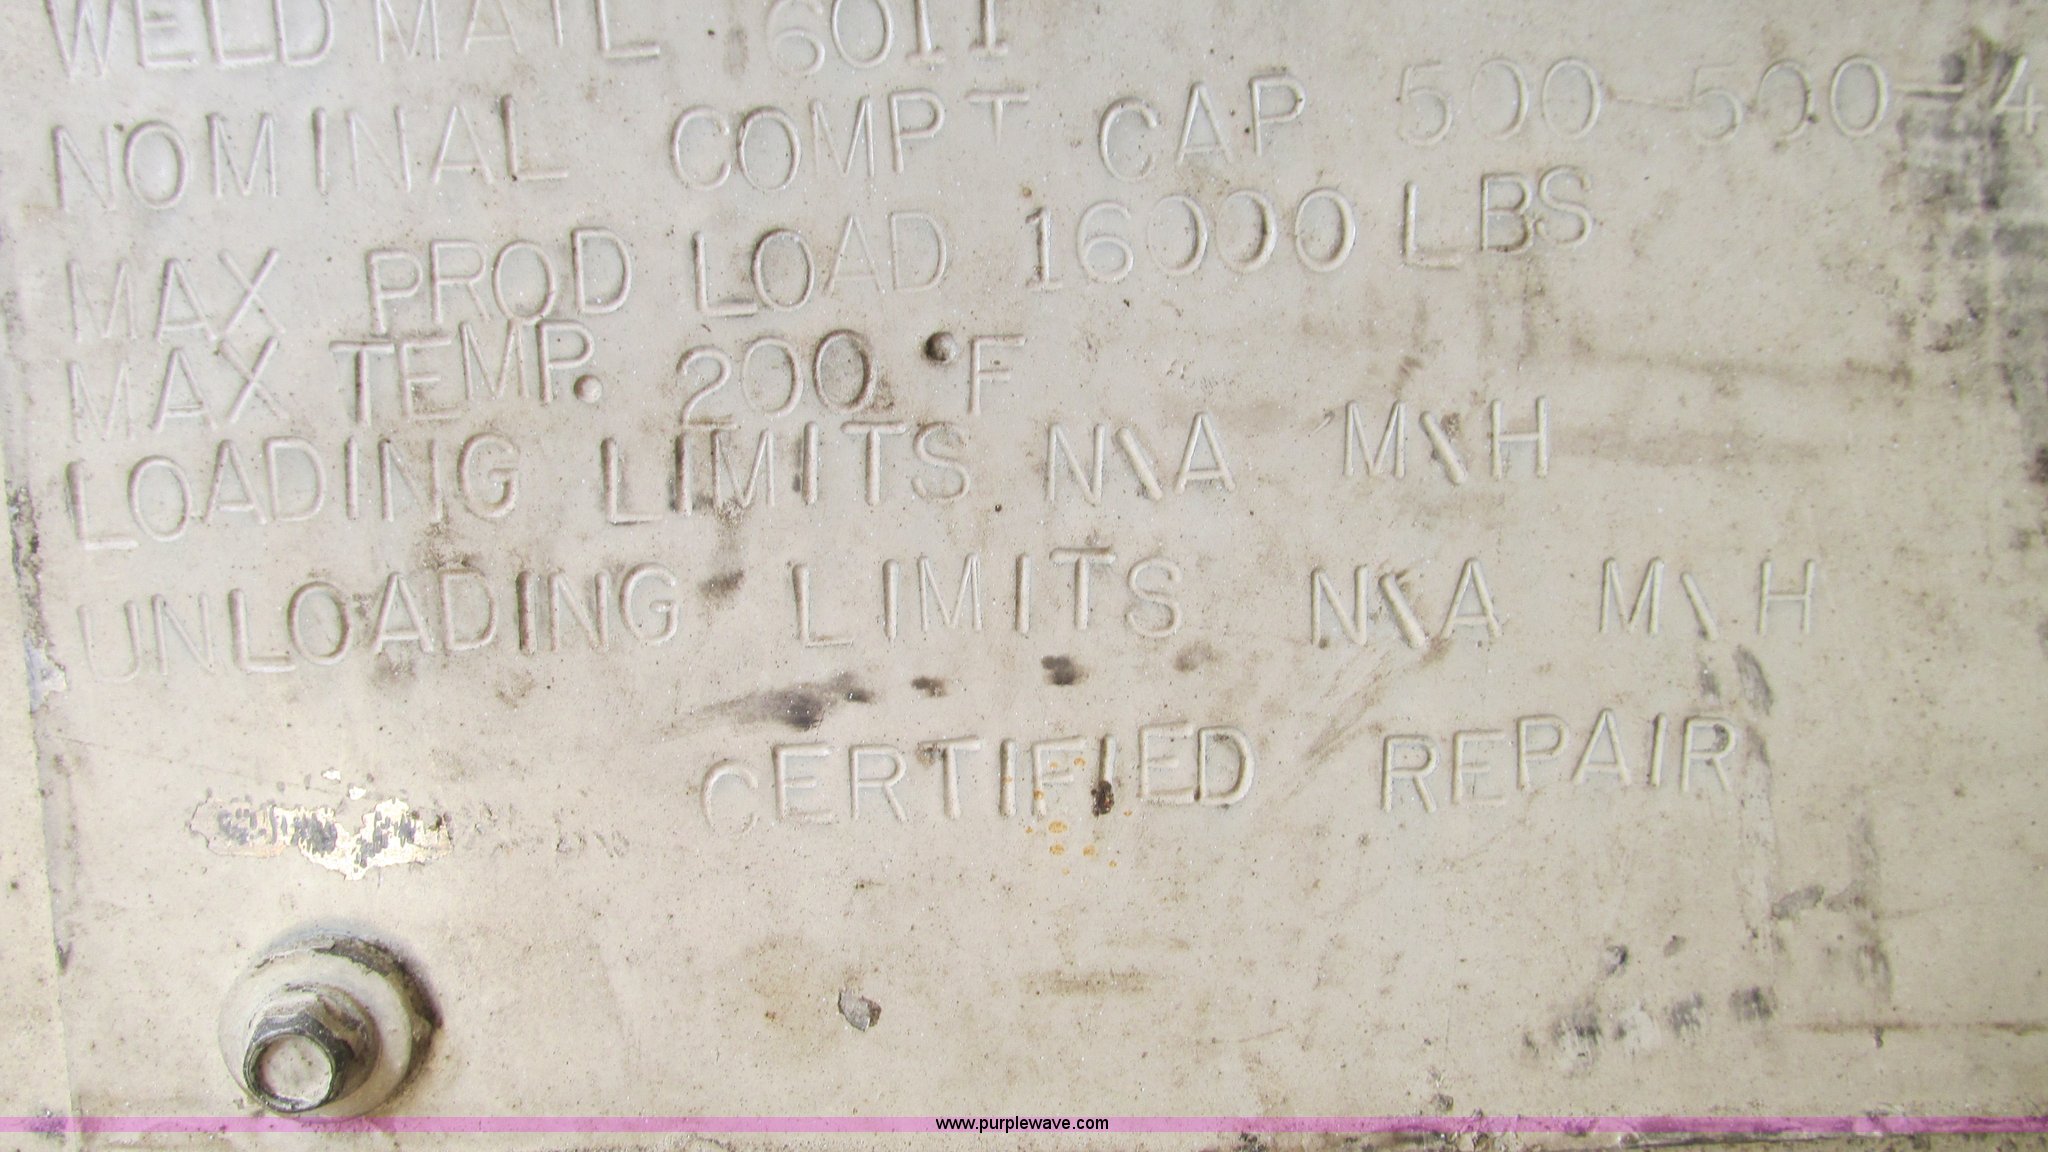 WELD MATL. 6011
NOMINAL COMPT CAP 500-500-4
MAX PROD LOAD 16000 LBS
MAX TEMP. 200 °F
LOADING LIMITS N\A M\H
UNLOADING LIMITS N\A M\H
CERTIFIED REPAIR
www.purplewave.com